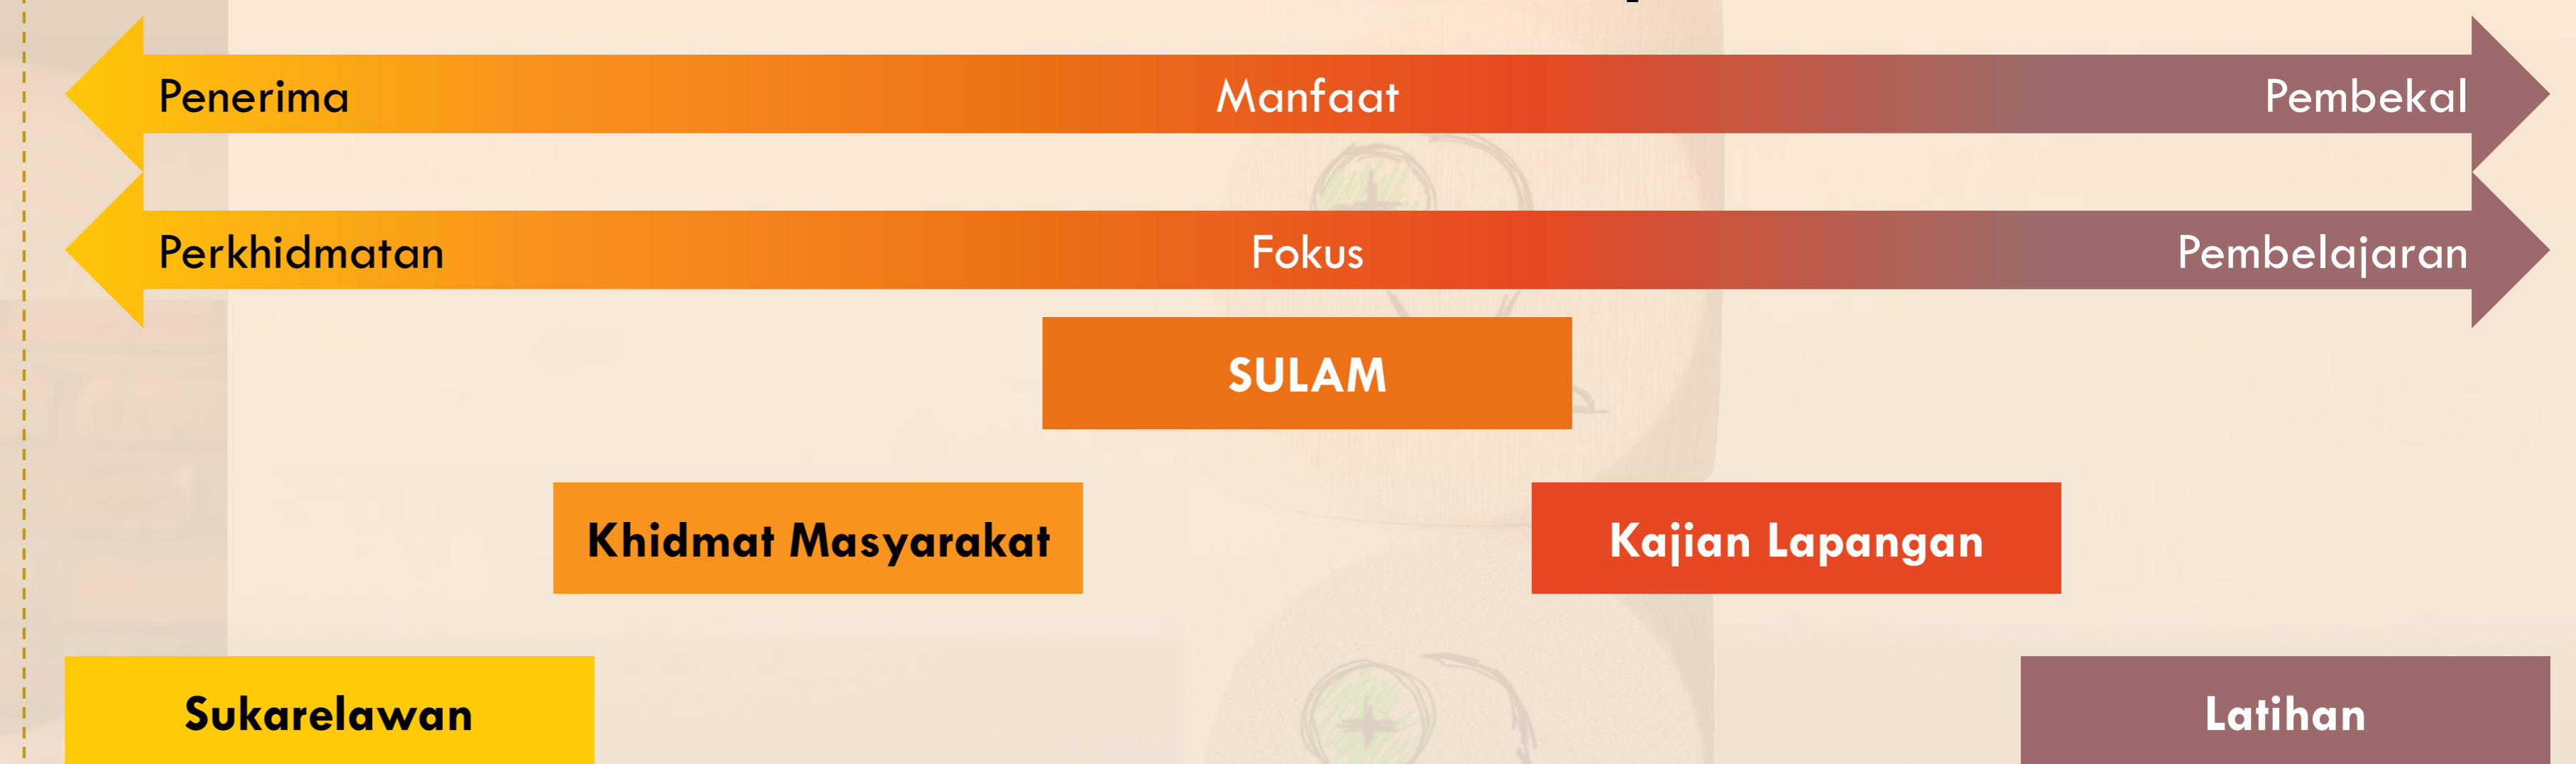 Penerima Manfaat Pembekal
Perkhidmatan Fokus Pembelajaran
SULAM
Khidmat Masyarakat Kajian Lapangan
Sukarelawan Latihan